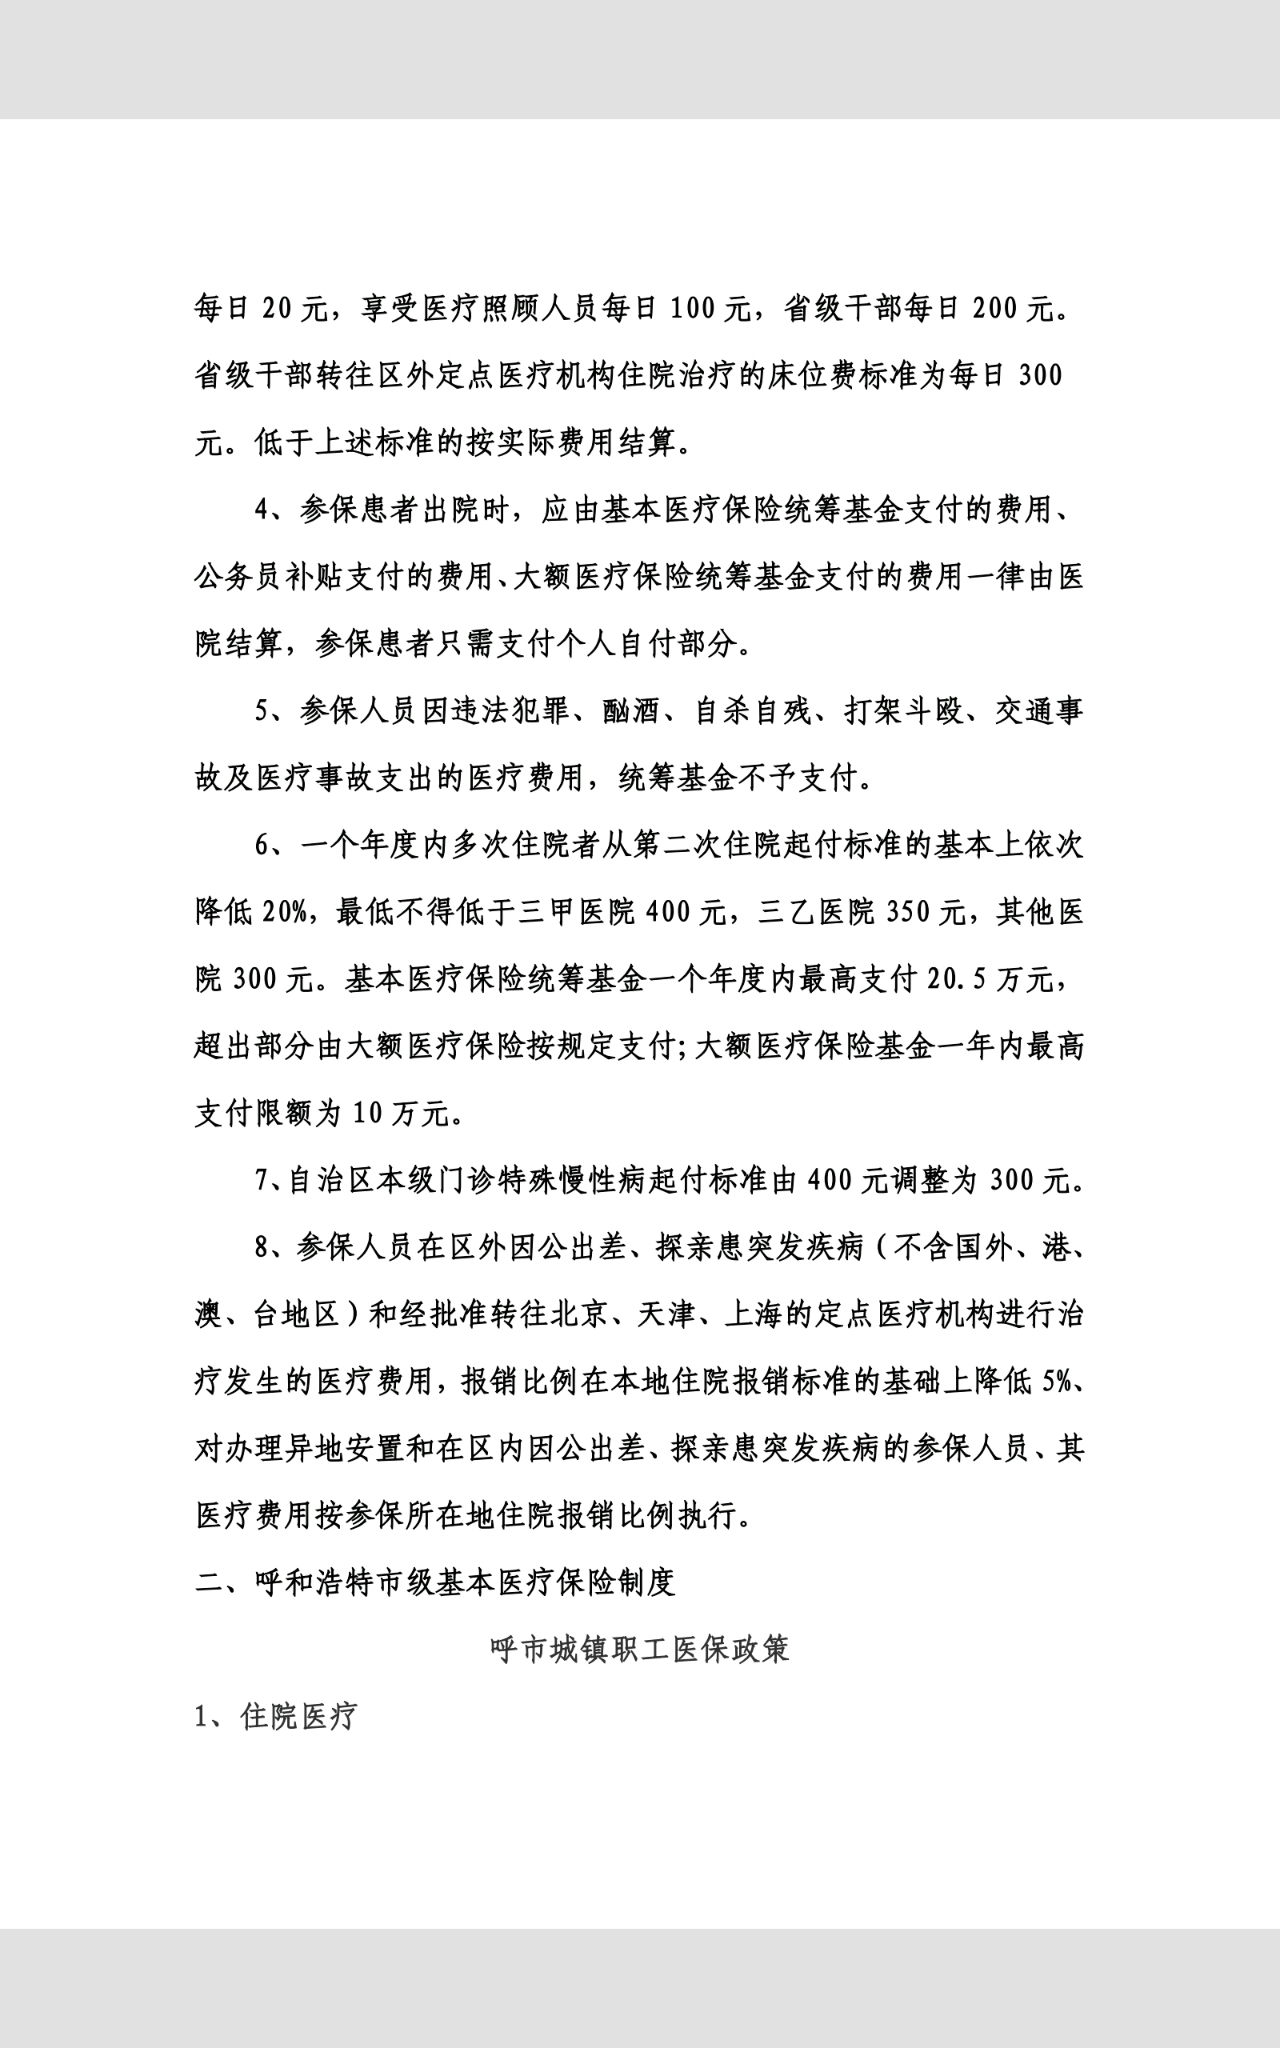 每日 20 元，享受医疗照顾人员每日 100 元，省级干部每日 200 元。
省级干部转往区外定点医疗机构住院治疗的床位费标准为每日 300
元。低于上述标准的按实际费用结算。
4、参保患者出院时，应由基本医疗保险统筹基金支付的费用、
公务员补贴支付的费用、大额医疗保险统筹基金支付的费用一律由医
院结算，参保患者只需支付个人自付部分。
5、参保人员因违法犯罪、酗酒、自杀自残、打架斗殴、交通事
故及医疗事故支出的医疗费用，统筹基金不予支付。
6、一个年度内多次住院者从第二次住院起付标准的基本上依次
降低 20%，最低不得低于三甲医院 400 元，三乙医院 350 元，其他医
院 300 元。基本医疗保险统筹基金一个年度内最高支付 20.5 万元，
超出部分由大额医疗保险按规定支付;大额医疗保险基金一年内最高
支付限额为 10 万元。
7、自治区本级门诊特殊慢性病起付标准由 400 元调整为 300 元。
8、参保人员在区外因公出差、探亲患突发疾病（不含国外、港、
澳、台地区）和经批准转往北京、天津、上海的定点医疗机构进行治
疗发生的医疗费用，报销比例在本地住院报销标准的基础上降低 5%、
对办理异地安置和在区内因公出差、探亲患突发疾病的参保人员、其
医疗费用按参保所在地住院报销比例执行。
二、呼和浩特市级基本医疗保险制度
呼市城镇职工医保政策
1、住院医疗